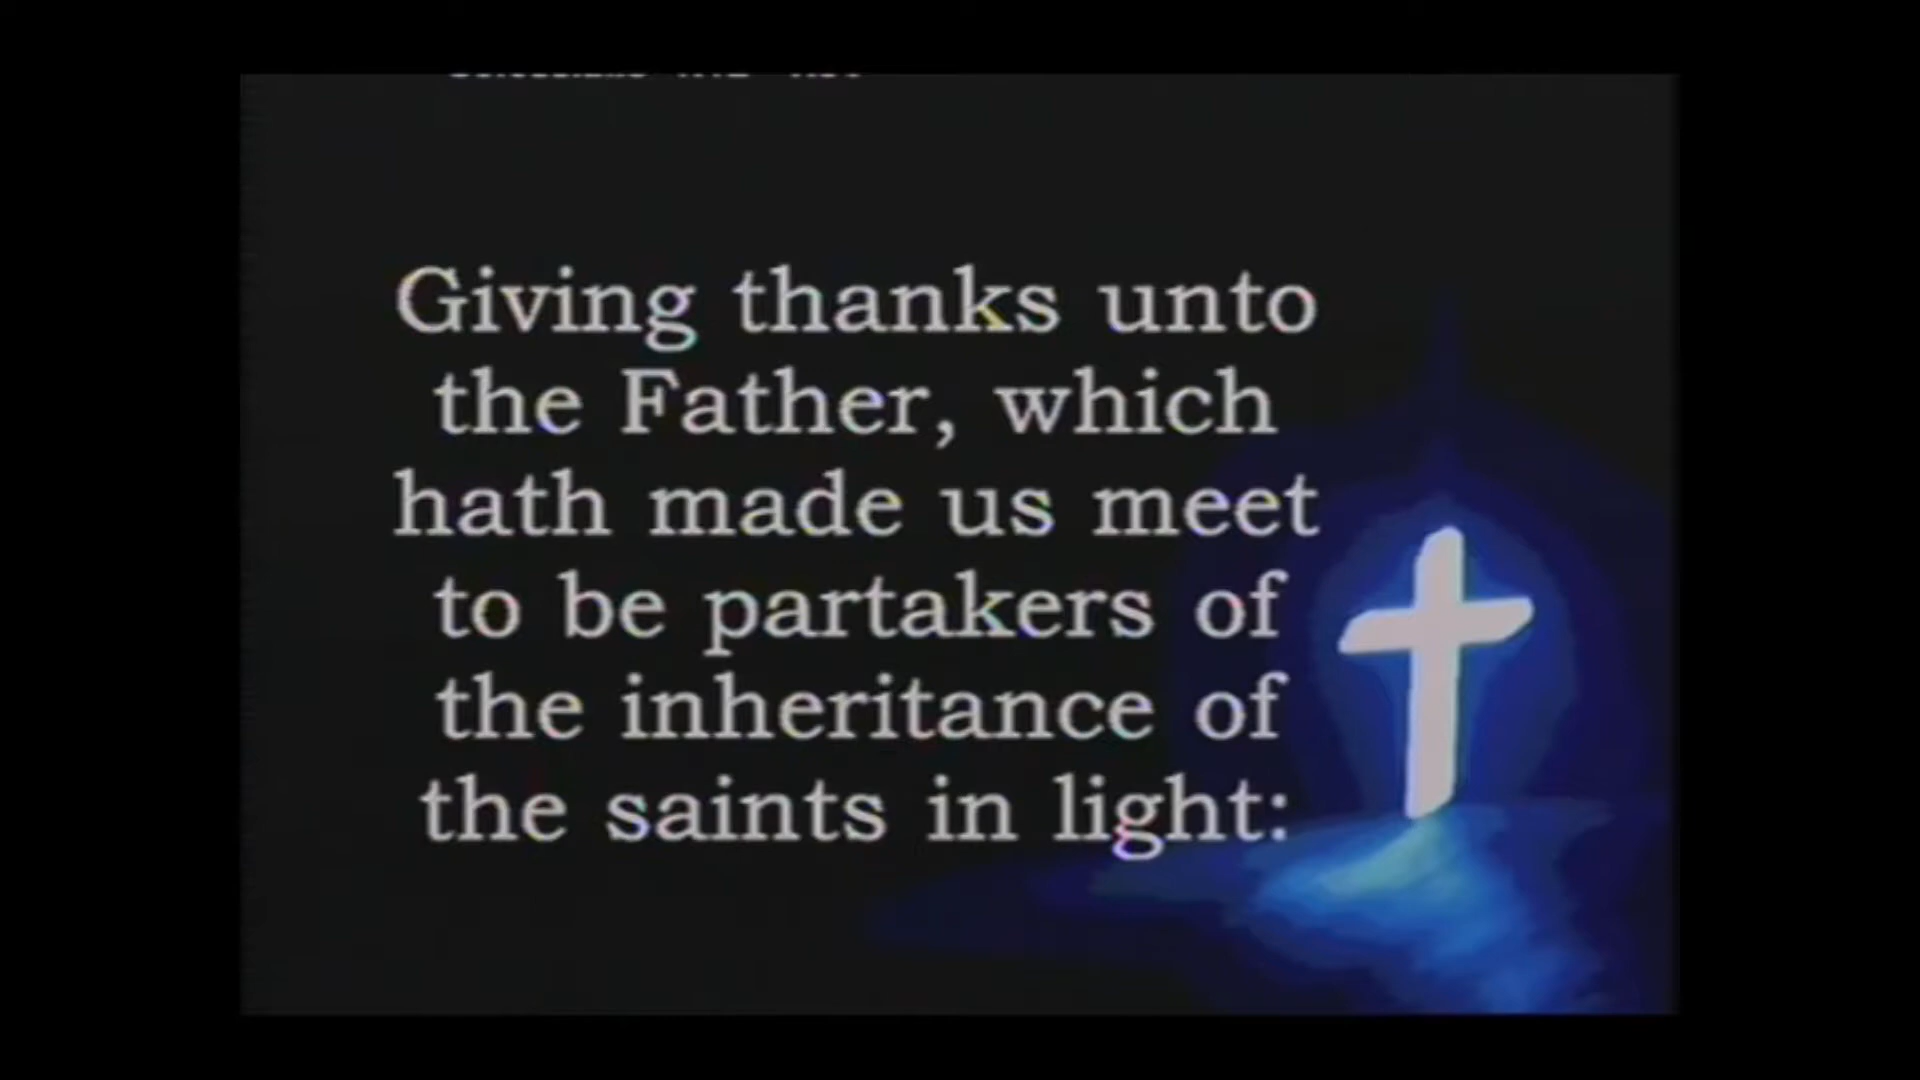 Giving thanks unto
the Father, which
hath made us meet
to be partakers of
the inheritance of
the saints in light: